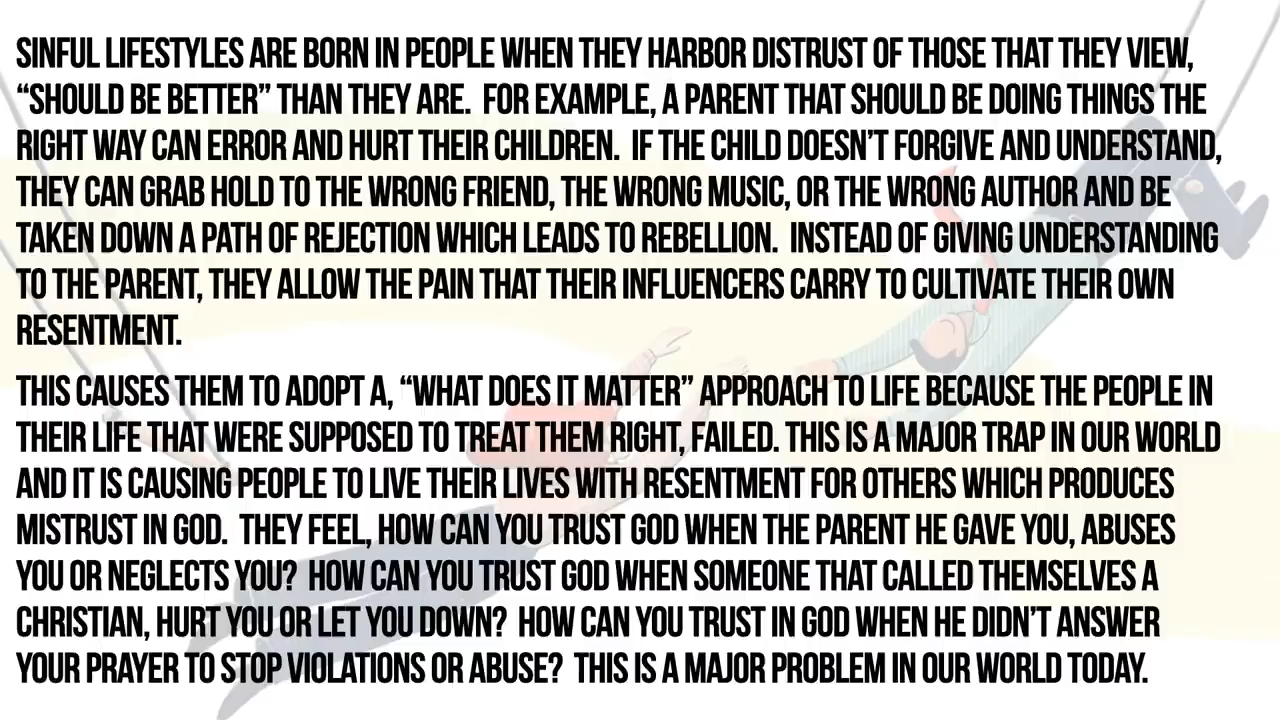 SINFUL LIFESTYLES ARE BORN IN PEOPLE WHEN THEY HARBOR DISTRUST OF THOSE THAT THEY VIEW,
“SHOULD BE BETTER” THAN THEY ARE.  FOR EXAMPLE, A PARENT THAT SHOULD BE DOING THINGS THE
RIGHT WAY CAN ERROR AND HURT THEIR CHILDREN.  IF THE CHILD DOESN’T FORGIVE AND UNDERSTAND,
THEY CAN GRAB HOLD TO THE WRONG FRIEND, THE WRONG MUSIC, OR THE WRONG AUTHOR AND BE
TAKEN DOWN A PATH OF REJECTION WHICH LEADS TO REBELLION.  INSTEAD OF GIVING UNDERSTANDING
TO THE PARENT, THEY ALLOW THE PAIN THAT THEIR INFLUENCERS CARRY TO CULTIVATE THEIR OWN
RESENTMENT.
THIS CAUSES THEM TO ADOPT A, “WHAT DOES IT MATTER” APPROACH TO LIFE BECAUSE THE PEOPLE IN
THEIR LIFE THAT WERE SUPPOSED TO TREAT THEM RIGHT, FAILED. THIS IS A MAJOR TRAP IN OUR WORLD
AND IT IS CAUSING PEOPLE TO LIVE THEIR LIVES WITH RESENTMENT FOR OTHERS WHICH PRODUCES
MISTRUST IN GOD.  THEY FEEL, HOW CAN YOU TRUST GOD WHEN THE PARENT HE GAVE YOU, ABUSES
YOU OR NEGLECTS YOU?  HOW CAN YOU TRUST GOD WHEN SOMEONE THAT CALLED THEMSELVES A
CHRISTIAN, HURT YOU OR LET YOU DOWN?  HOW CAN YOU TRUST IN GOD WHEN HE DIDN’T ANSWER
YOUR PRAYER TO STOP VIOLATIONS OR ABUSE?  THIS IS A MAJOR PROBLEM IN OUR WORLD TODAY.